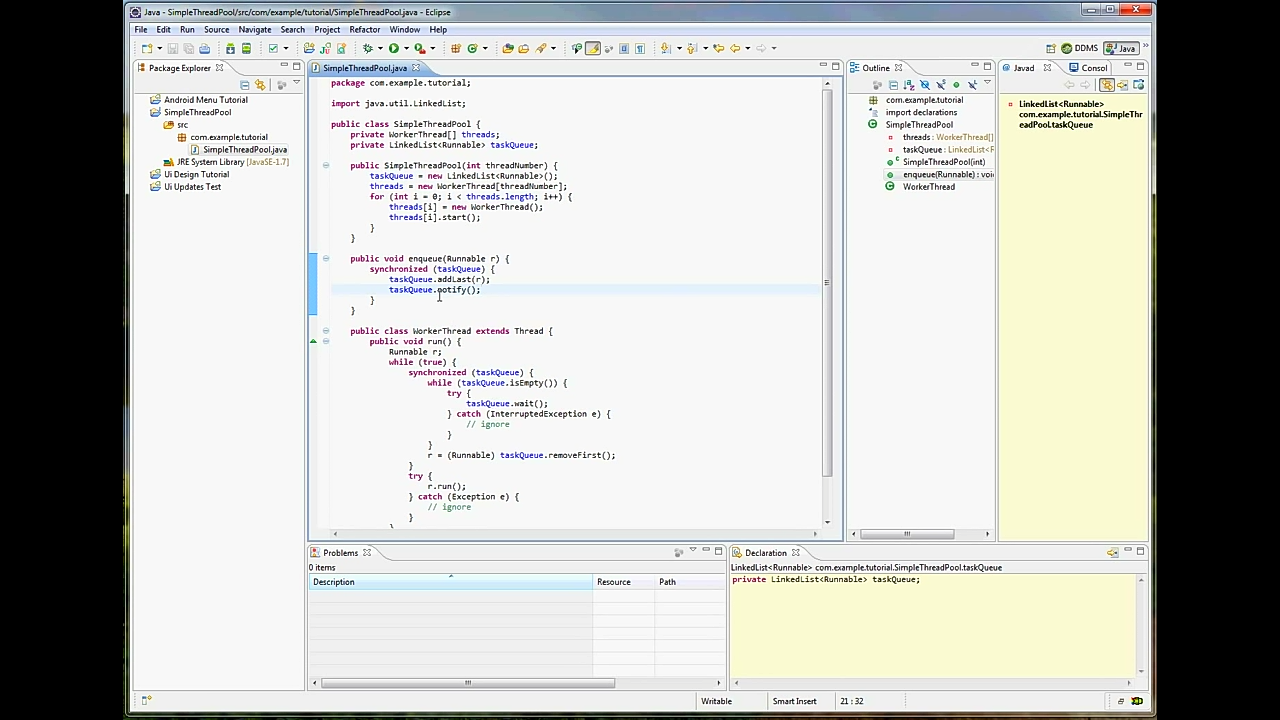 Java - SimpleThreadPool/src/com/example/tutorial/SimpleThreadPool.java - Eclipse
File Edit Run Source Navigate Search Project Refactor Window Help
DDMS Java
Package Explorer
Android Menu Tutorial
SimpleThreadPool
src
com.example.tutorial
SimpleThreadPool.java
JRE System Library [JavaSE-1.7]
Ui Design Tutorial
Ui Updates Test
SimpleThreadPool.java
package com.example.tutorial;
import java.util.LinkedList;
public class SimpleThreadPool {
private WorkerThread[] threads;
private LinkedList<Runnable> taskQueue;
public SimpleThreadPool(int threadNumber) {
taskQueue = new LinkedList<Runnable>();
threads = new WorkerThread[threadNumber];
for (int i = 0; i < threads.length; i++) {
threads[i] = new WorkerThread();
threads[i].start();
}
}
public void enqueue(Runnable r) {
synchronized (taskQueue) {
taskQueue.addLast(r);
taskQueue.notify();
}
}
public class WorkerThread extends Thread {
public void run() {
Runnable r;
while (true) {
synchronized (taskQueue) {
while (taskQueue.isEmpty()) {
try {
taskQueue.wait();
} catch (InterruptedException e) {
// ignore
}
}
r = (Runnable) taskQueue.removeFirst();
}
try {
r.run();
} catch (Exception e) {
// ignore
}
}
Outline
com.example.tutorial
import declarations
SimpleThreadPool
threads : WorkerThread[]
taskQueue : LinkedList<F
SimpleThreadPool(int)
enqueue(Runnable) : voi
WorkerThread
Javad
Consol
LinkedList<Runnable>
com.example.tutorial.SimpleThr
eadPool.taskQueue
Problems
0 items
Description Resource Path
Declaration
LinkedList<Runnable> com.example.tutorial.SimpleThreadPool.taskQueue
private LinkedList<Runnable> taskQueue;
Writable Smart Insert 21 : 32